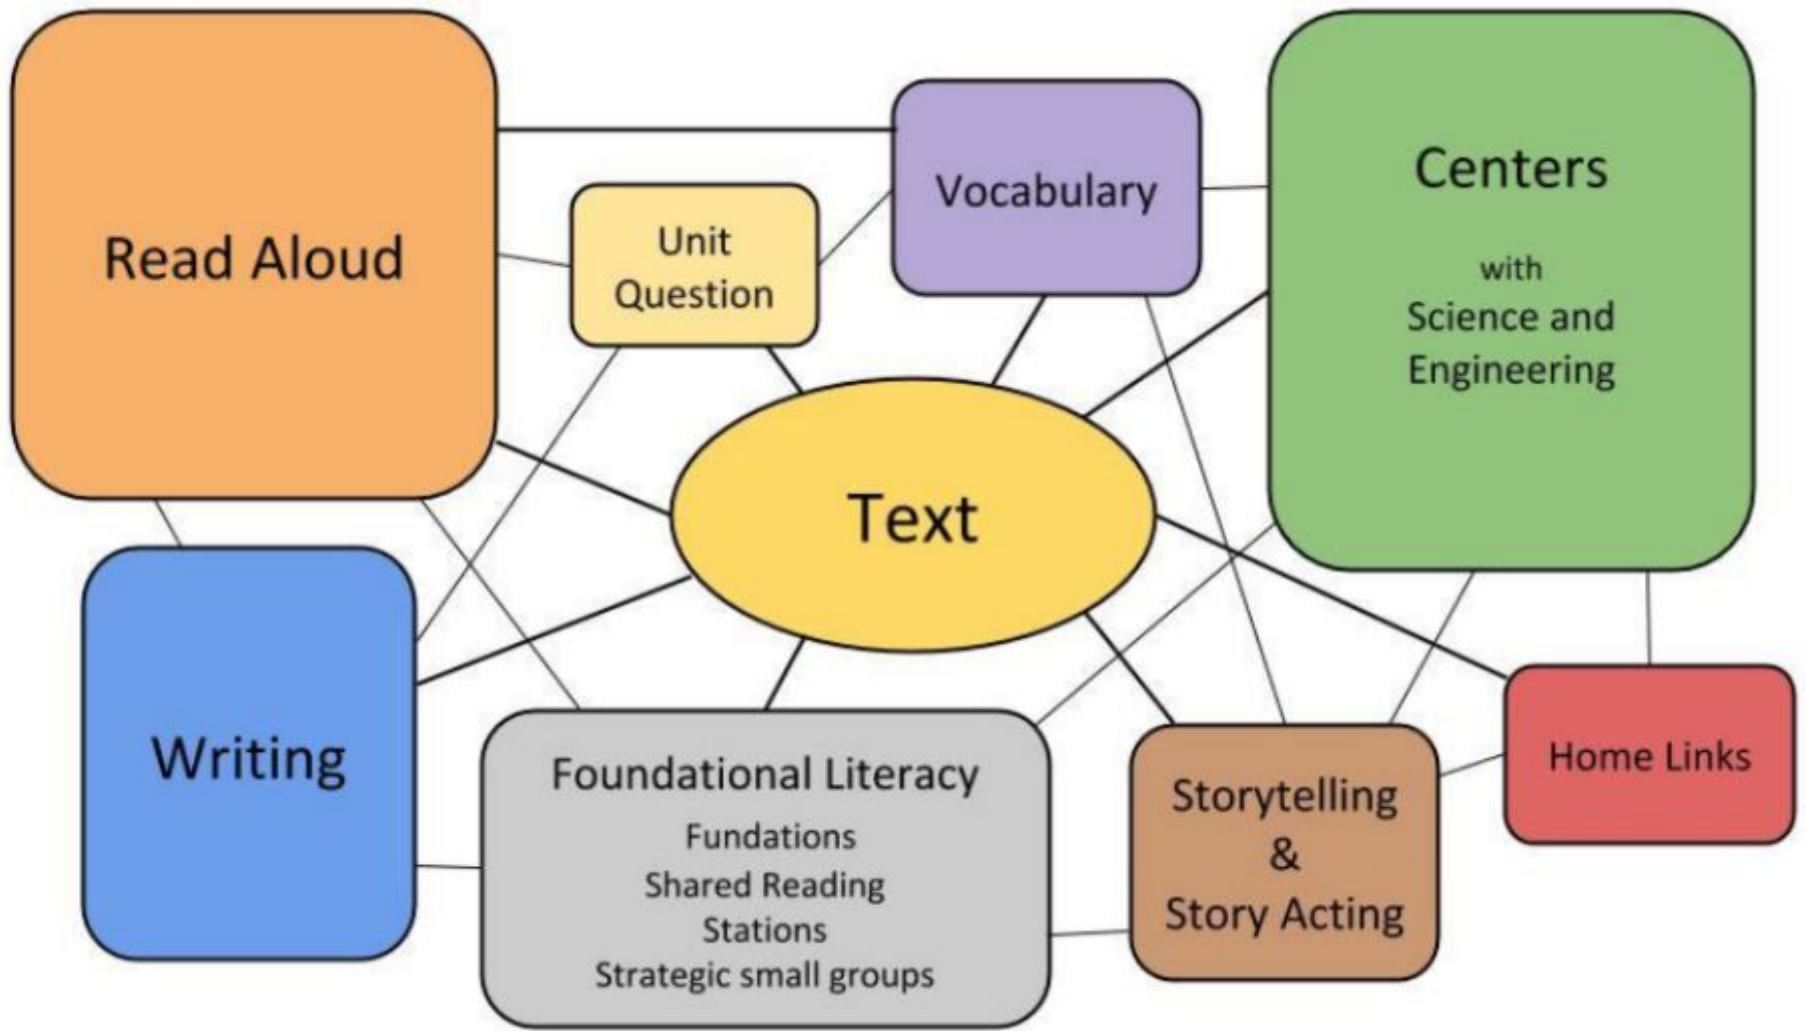 Read Aloud
Unit
Question
Vocabulary
Centers
with
Science and
Engineering
Text
Writing
Foundational Literacy
Fundations
Shared Reading
Stations
Strategic small groups
Storytelling
&
Story Acting
Home Links